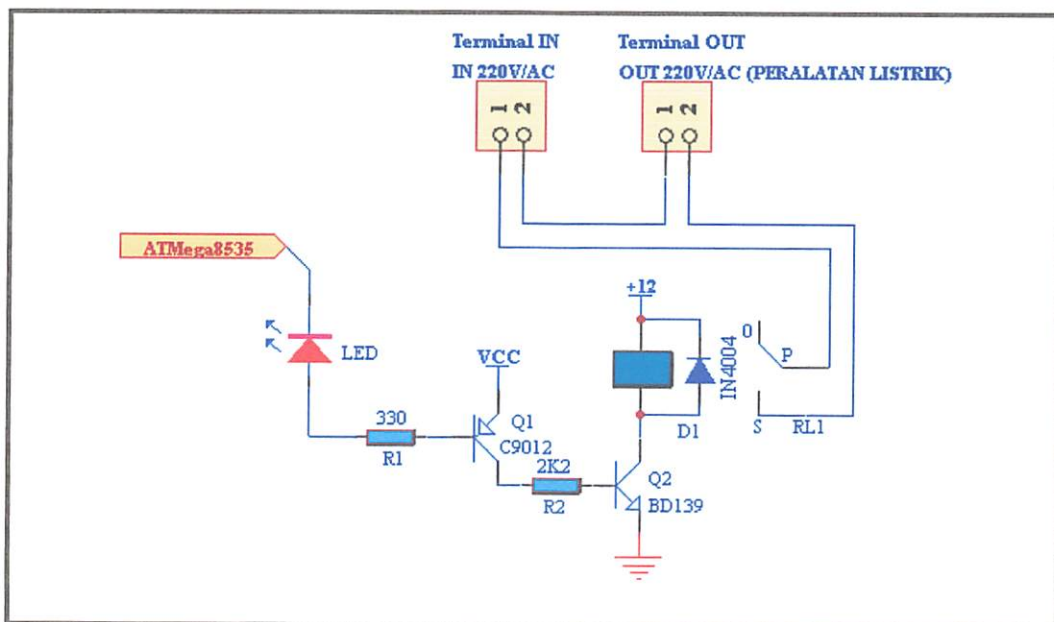 Terminal IN
IN 220V/AC
Terminal OUT
OUT 220V/AC (PERALATAN LISTRIK)
1 2
1 2
ATMega8535
LED
+12
O
P
IN4004
VCC
330
R1
Q1
C9012
D1
S
RL1
2K2
R2
Q2
BD139